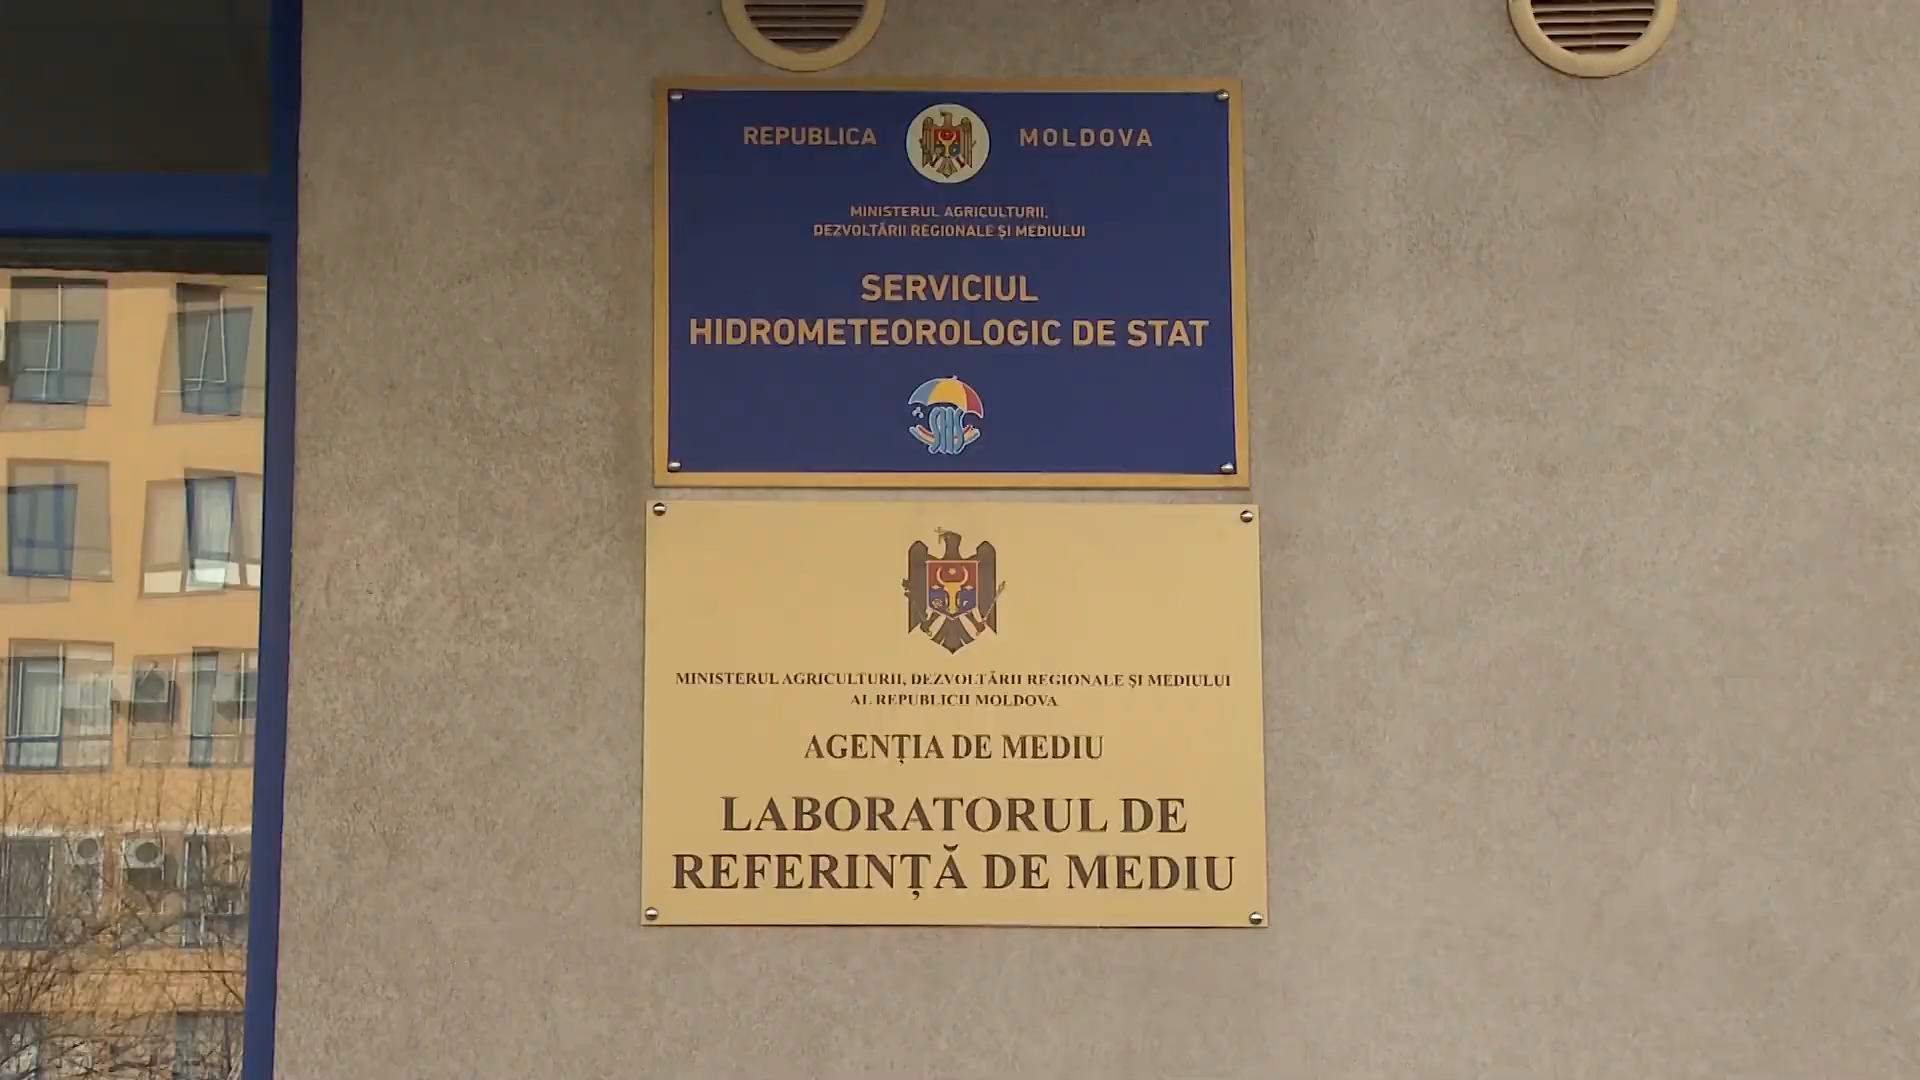 REPUBLICA MOLDOVA
MINISTERUL AGRICULTURII,
DEZVOLTĂRII REGIONALE ȘI MEDIULUI
SERVICIUL
HIDROMETEOROLOGIC DE STAT
SHS
MINISTERUL AGRICULTURII, DEZVOLTĂRII REGIONALE ȘI MEDIULUI
AL REPUBLICII MOLDOVA
AGENȚIA DE MEDIU
LABORATORUL DE
REFERINȚĂ DE MEDIU